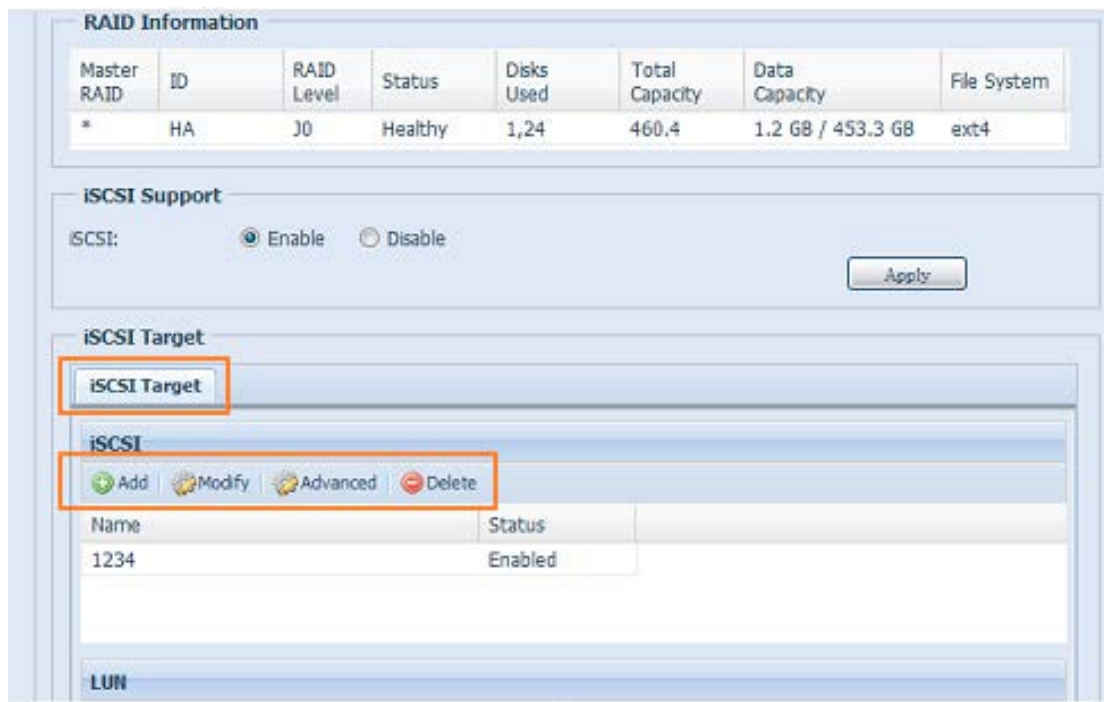 RAID Information
Master RAID ID RAID Level Status Disks Used Total Capacity Data Capacity File System
* HA J0 Healthy 1,24 460.4 1.2 GB / 453.3 GB ext4
iSCSI Support
iSCSI: Enable Disable
Apply
iSCSI Target
iSCSI Target
iSCSI
Add Modify Advanced Delete
Name Status
1234 Enabled
LUN